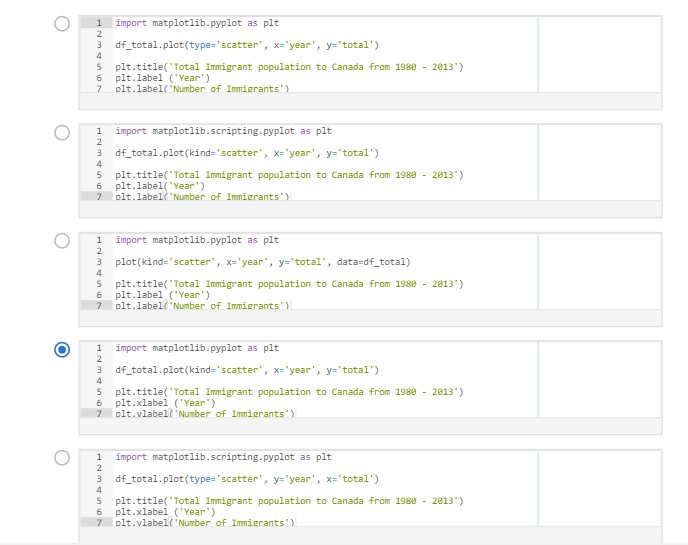 1 import matplotlib.pyplot as plt
2
3 df_total.plot(type='scatter', x='year', y='total')
4
5 plt.title('Total Immigrant population to Canada from 1980 - 2013')
6 plt.label ('Year')
7 plt.label('Number of Immigrants')
1 import matplotlib.scripting.pyplot as plt
2
3 df_total.plot(kind='scatter', x='year', y='total')
4
5 plt.title('Total Immigrant population to Canada from 1980 - 2013')
6 plt.label('Year')
7 plt.label('Number of Immigrants')
1 import matplotlib.pyplot as plt
2
3 plot(kind='scatter', x='year', y='total', data=df_total)
4
5 plt.title('Total Immigrant population to Canada from 1980 - 2013')
6 plt.label ('Year')
7 plt.label('Number of Immigrants')
1 import matplotlib.pyplot as plt
2
3 df_total.plot(kind='scatter', x='year', y='total')
4
5 plt.title('Total Immigrant population to Canada from 1980 - 2013')
6 plt.xlabel ('Year')
7 plt.ylabel('Number of Immigrants')
1 import matplotlib.scripting.pyplot as plt
2
3 df_total.plot(type='scatter', y='year', x='total')
4
5 plt.title('Total Immigrant population to Canada from 1980 - 2013')
6 plt.xlabel ('Year')
7 plt.ylabel('Number of Immigrants')